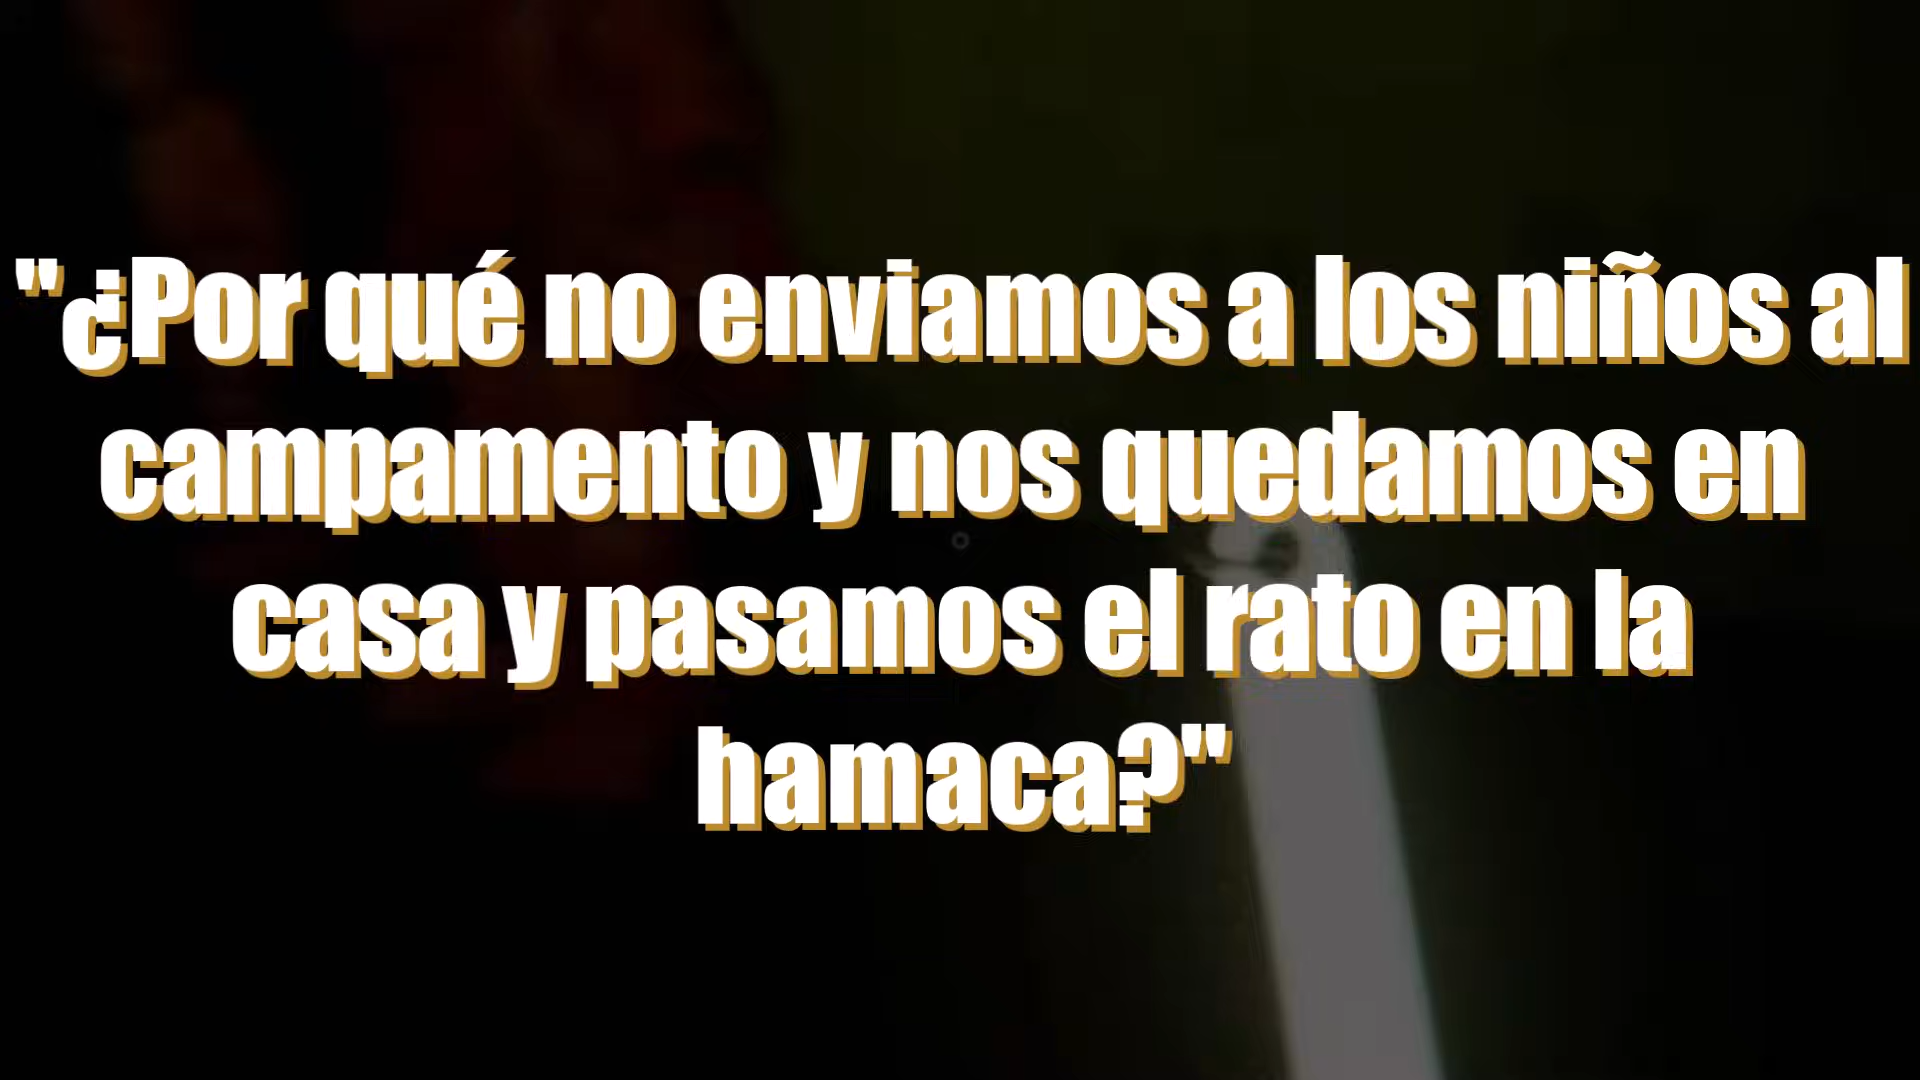 "¿Por qué no enviamos a los niños al
campamento y nos quedamos en
casa y pasamos el rato en la
hamaca?"